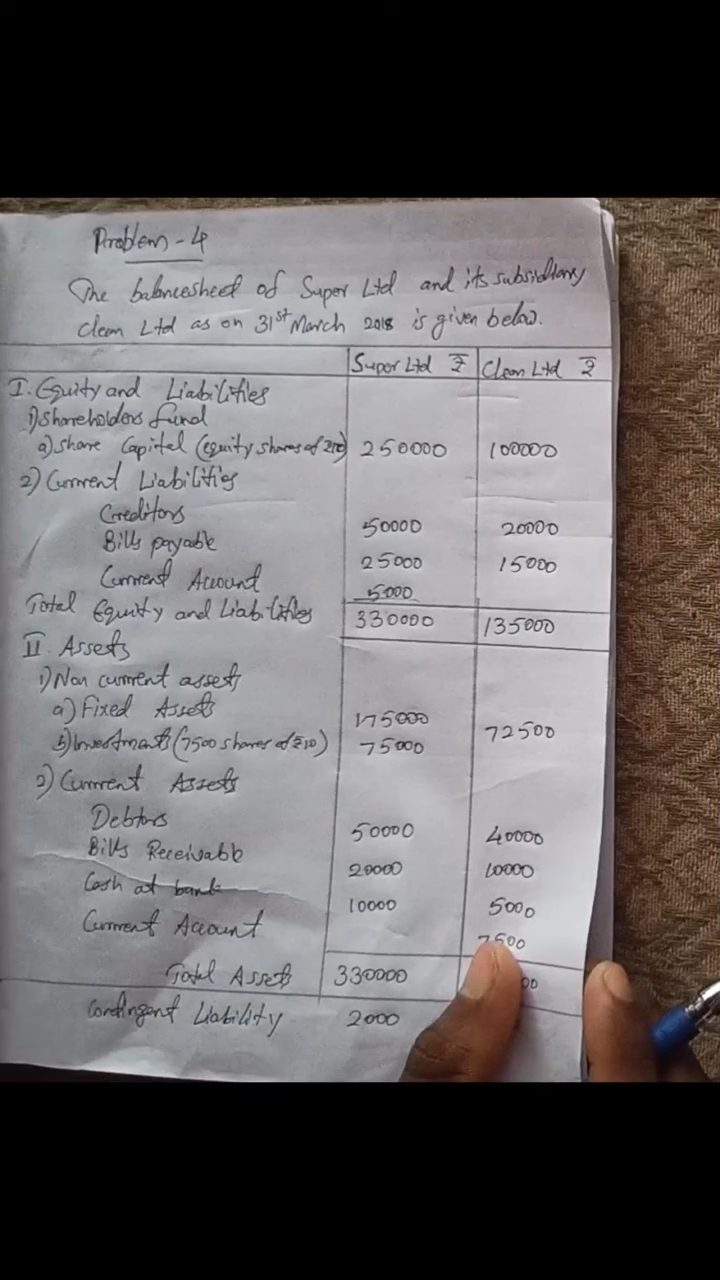 Problem - 4
The balancesheet of Super Ltd and its subsidiary
Clean Ltd as on 31st March 2018 is given below.
Super Ltd ₹ Clean Ltd ₹
I. Equity and Liabilities
1) Shareholders fund
a) Share Capital (equity shares of ₹10) 250000 100000
2) Current Liabilities
Creditors 50000 20000
Bills payable 25000 15000
Current Account 5000
Total Equity and Liabilities 330000 135000
II. Assets
1) Non current assets
a) Fixed Assets 175000 72500
b) Investments (7500 shares of ₹10) 75000
2) Current Assets
Debtors 50000 40000
Bills Receivable 20000 10000
Cash at bank 10000 5000
Current Account 7500
Total Assets 330000 00
Contingent Liability 2000